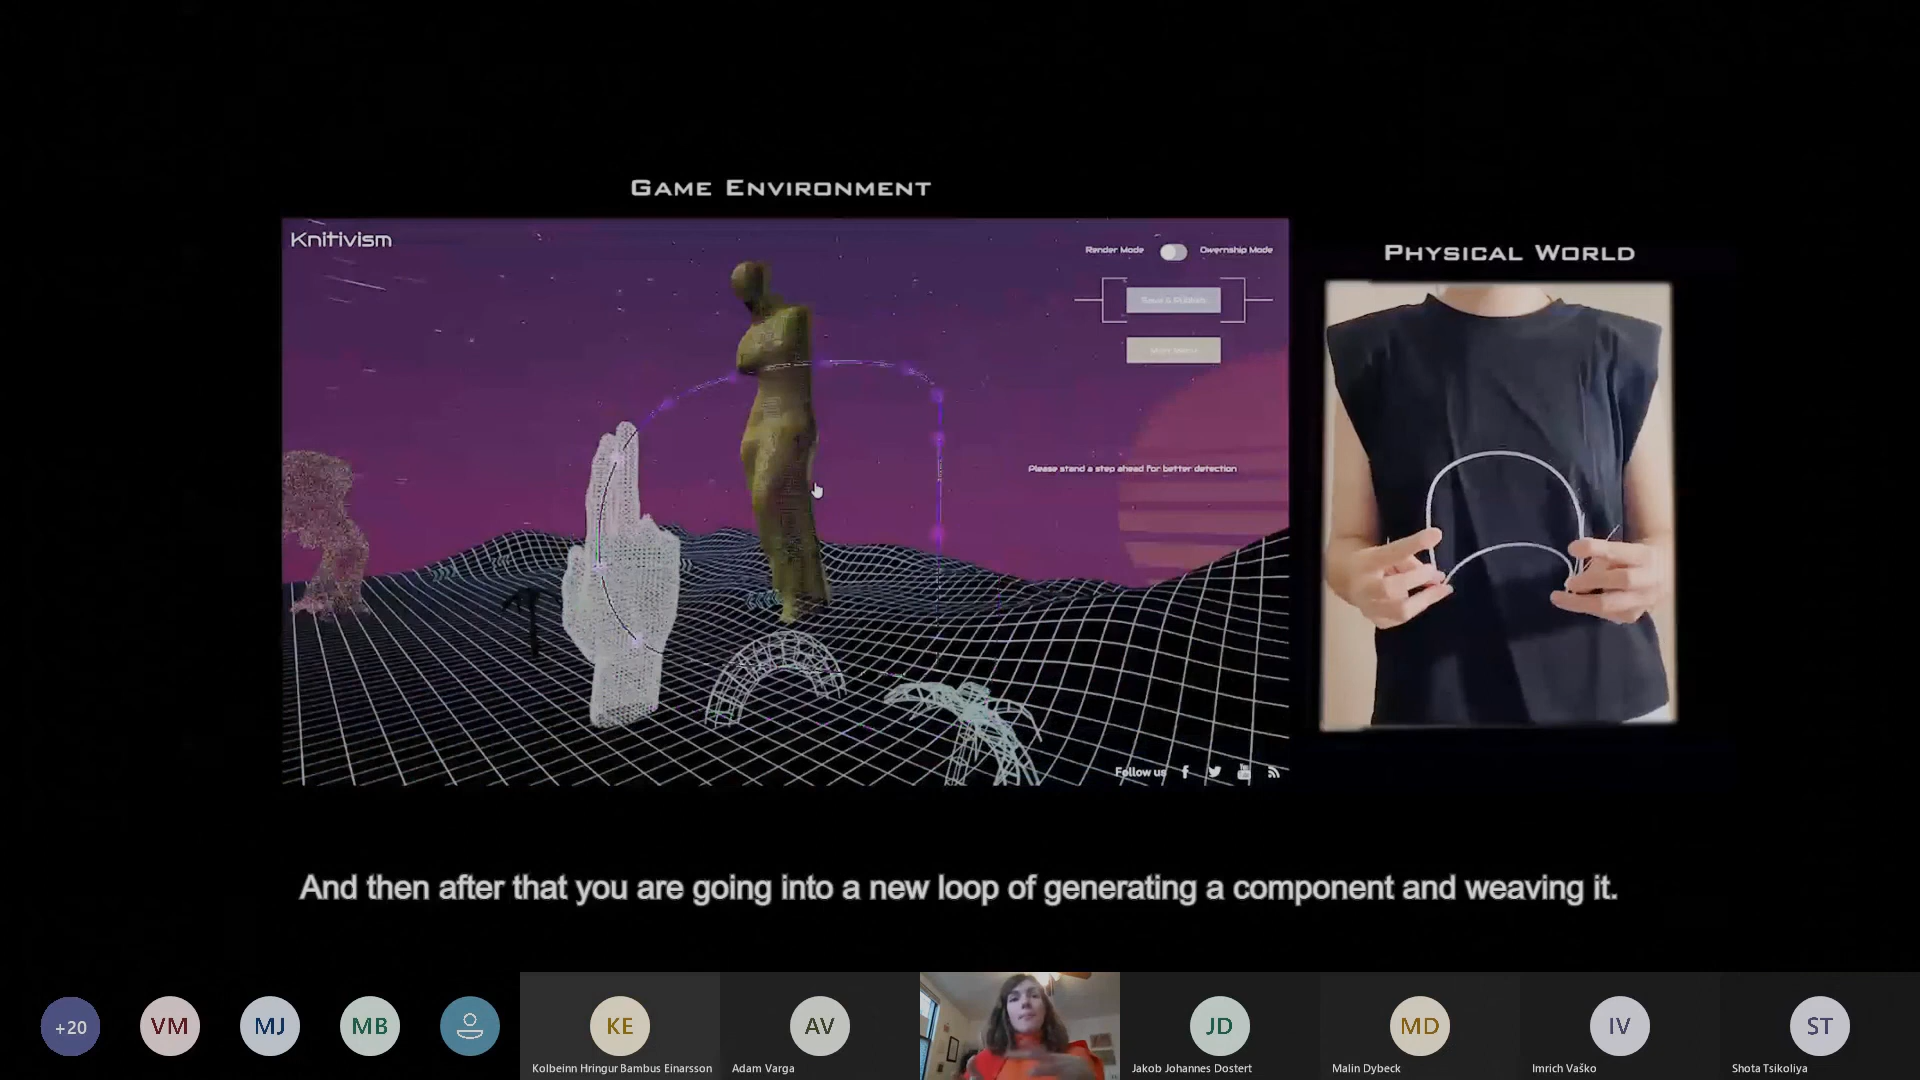 GAME ENVIRONMENT
Knitivism
Render Mode
Owernship Mode
Save & Publish
PHYSICAL WORLD
Please stand a step ahead for better detection
Follow us
And then after that you are going into a new loop of generating a component and weaving it.
+20
VM
MJ
MB
KE
AV
JD
MD
IV
ST
Kolbeinn Hringur Bambus Einarsson
Adam Varga
Jakob Johannes Dostert
Malin Dybeck
Imrich Vaško
Shota Tsikoliya